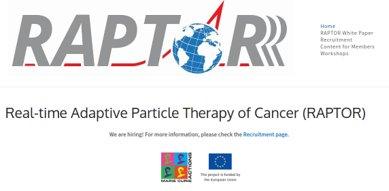 RAPTOR
Home
RAPTOR White Paper
Recruitment
Content for Members
Workshops
Real-time Adaptive Particle Therapy of Cancer (RAPTOR)
We are hiring! For more information, please check the Recruitment page.
MARIE CURIE
ACTIONS
This project is funded by
the European Union